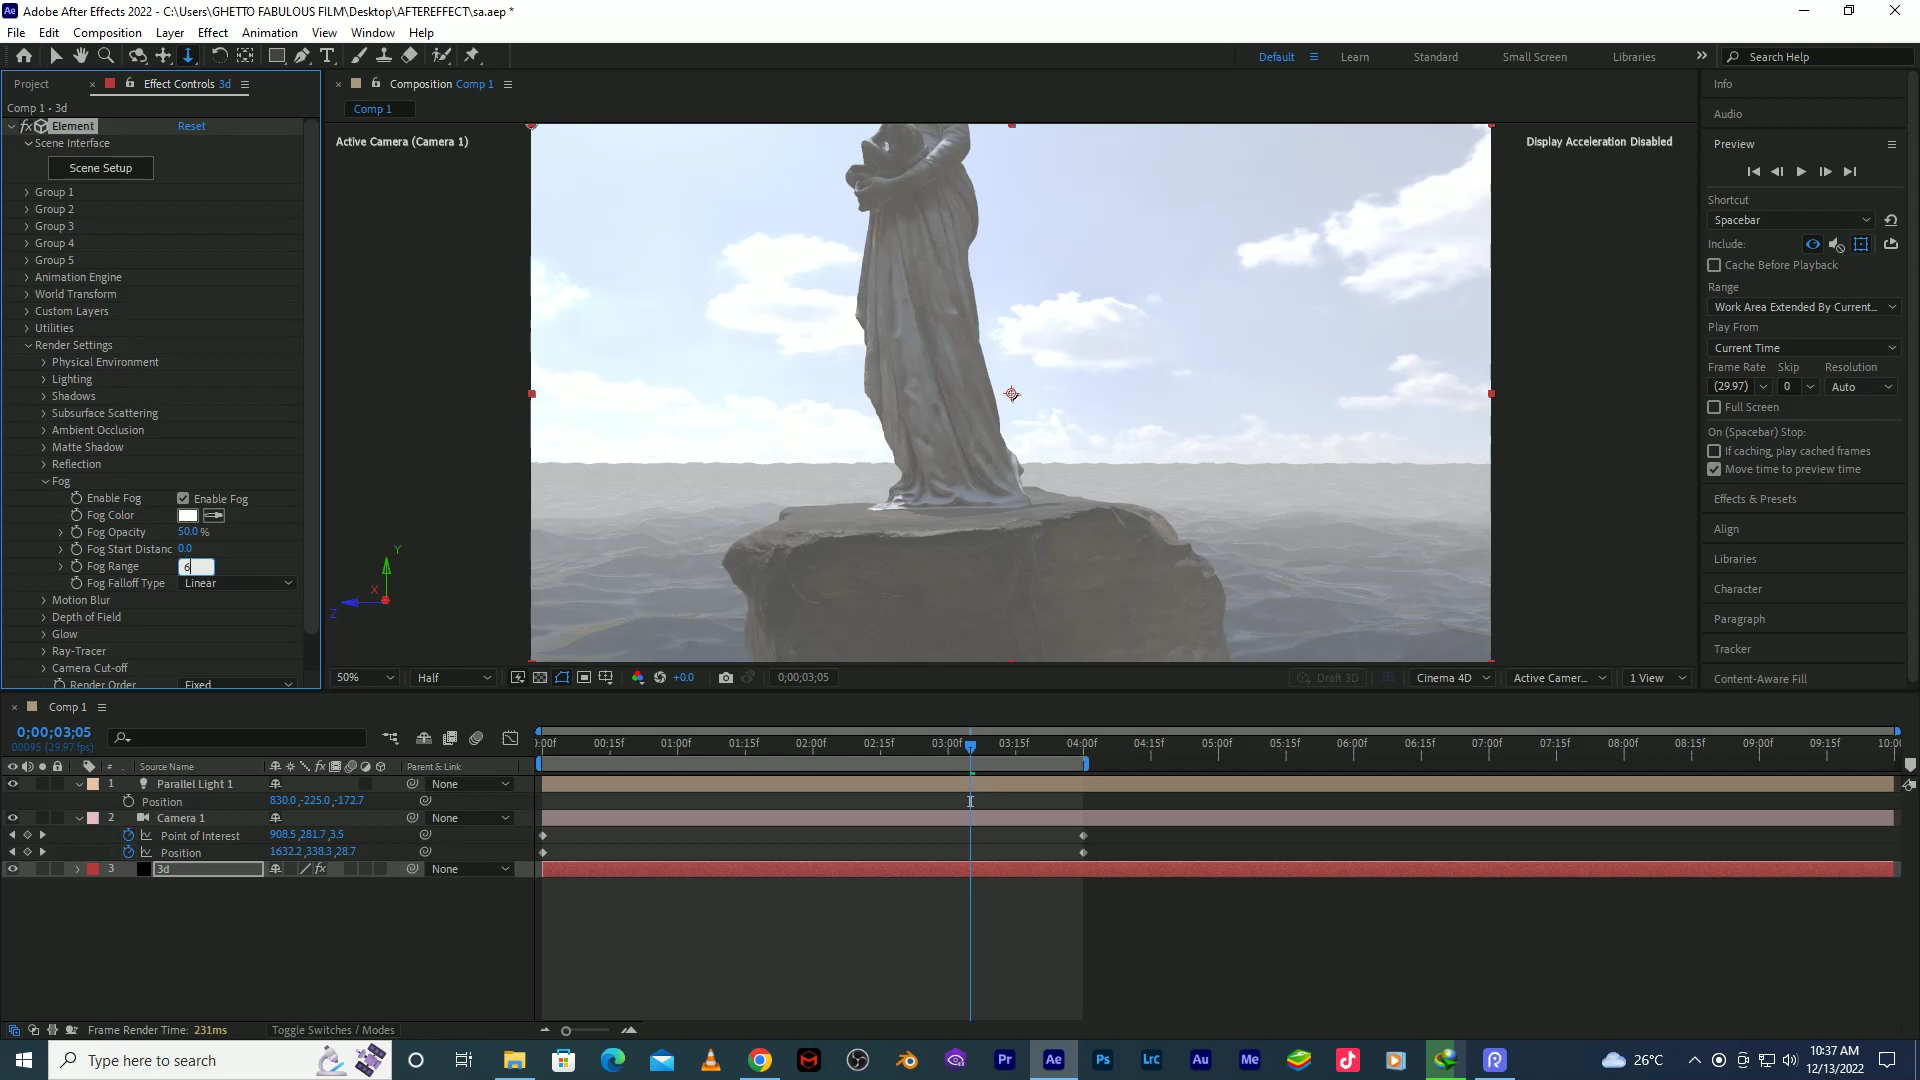 Adobe After Effects 2022 - C:\Users\GHETTO FABULOUS FILM\Desktop\AFTEREFFECT\sa.aep *
File Edit Composition Layer Effect Animation View Window Help
Default Learn Standard Small Screen Libraries Search Help
Project Effect Controls 3d
Comp 1 • 3d
fx Element Reset
Scene Interface
Scene Setup
Group 1
Group 2
Group 3
Group 4
Group 5
Animation Engine
World Transform
Custom Layers
Utilities
Render Settings
Physical Environment
Lighting
Shadows
Subsurface Scattering
Ambient Occlusion
Matte Shadow
Reflection
Fog
Enable Fog Enable Fog
Fog Color
Fog Opacity 50.0 %
Fog Start Distanc 0.0
Fog Range 6
Fog Falloff Type Linear
Motion Blur
Depth of Field
Glow
Ray-Tracer
Camera Cut-off
Render Order Fixed
Composition Comp 1
Comp 1
Active Camera (Camera 1) Display Acceleration Disabled
Y
X
Z
50% Half +0.0 0;00;03;05 Draft 3D Cinema 4D Active Camer... 1 View
Info
Audio
Preview
Shortcut
Spacebar
Include:
Cache Before Playback
Range
Work Area Extended By Current...
Play From
Current Time
Frame Rate Skip Resolution
(29.97) 0 Auto
Full Screen
On (Spacebar) Stop:
If caching, play cached frames
Move time to preview time
Effects & Presets
Align
Libraries
Character
Paragraph
Tracker
Content-Aware Fill
Comp 1
0;00;03;05
00095 (29.97 fps)
:00f 00:15f 01:00f 01:15f 02:00f 02:15f 03:00f 03:15f 04:00f 04:15f 05:00f 05:15f 06:00f 06:15f 07:00f 07:15f 08:00f 08:15f 09:00f 09:15f 10:0
# Source Name fx Parent & Link
1 Parallel Light 1 None
Position 830.0,-225.0,-172.7
2 Camera 1 None
Point of Interest 908.5,281.7,3.5
Position 1632.2,338.3,28.7
3 3d fx None
Frame Render Time: 231ms Toggle Switches / Modes
Type here to search Pr Ae Ps Lrc Au Me 26°C 10:37 AM
12/13/2022